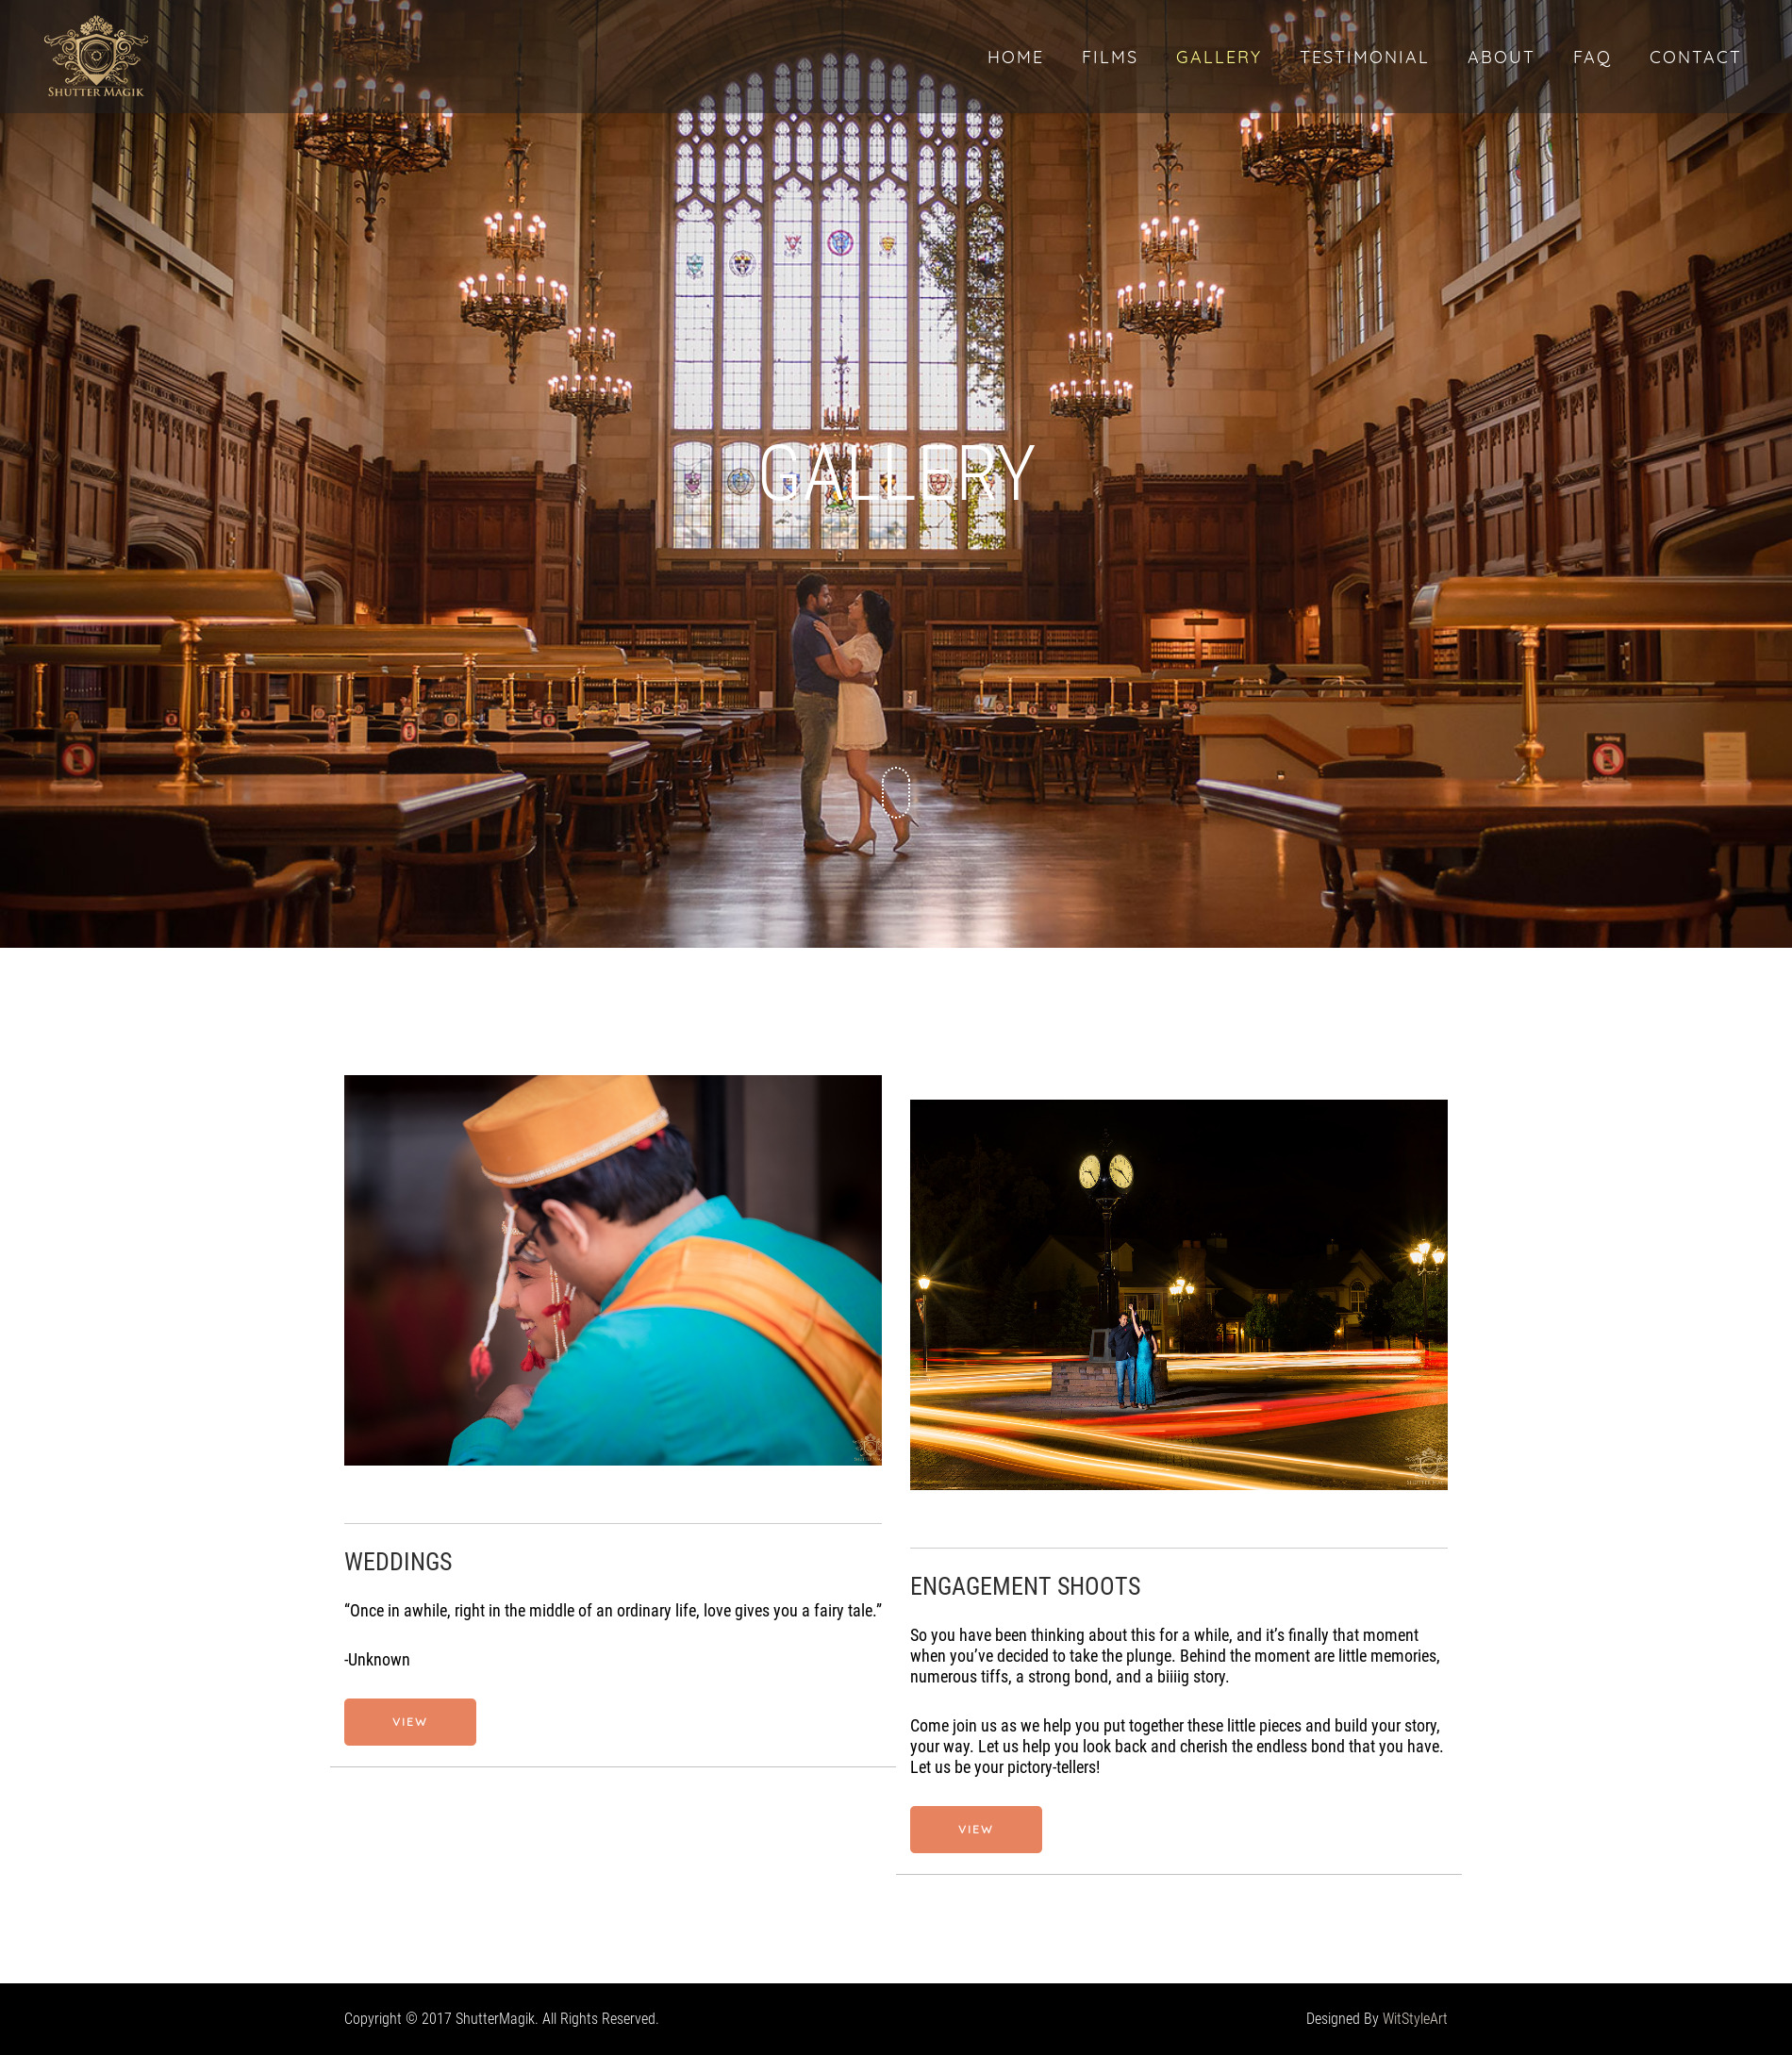 SHUTTER MAGIK
HOME FILMS GALLERY TESTIMONIAL ABOUT FAQ CONTACT
GALLERY
WEDDINGS
“Once in awhile, right in the middle of an ordinary life, love gives you a fairy tale.”
-Unknown
VIEW
ENGAGEMENT SHOOTS
So you have been thinking about this for a while, and it’s finally that moment
when you’ve decided to take the plunge. Behind the moment are little memories,
numerous tiffs, a strong bond, and a biiiig story.
Come join us as we help you put together these little pieces and build your story,
your way. Let us help you look back and cherish the endless bond that you have.
Let us be your pictory-tellers!
VIEW
Copyright © 2017 ShutterMagik. All Rights Reserved.
Designed By WitStyleArt